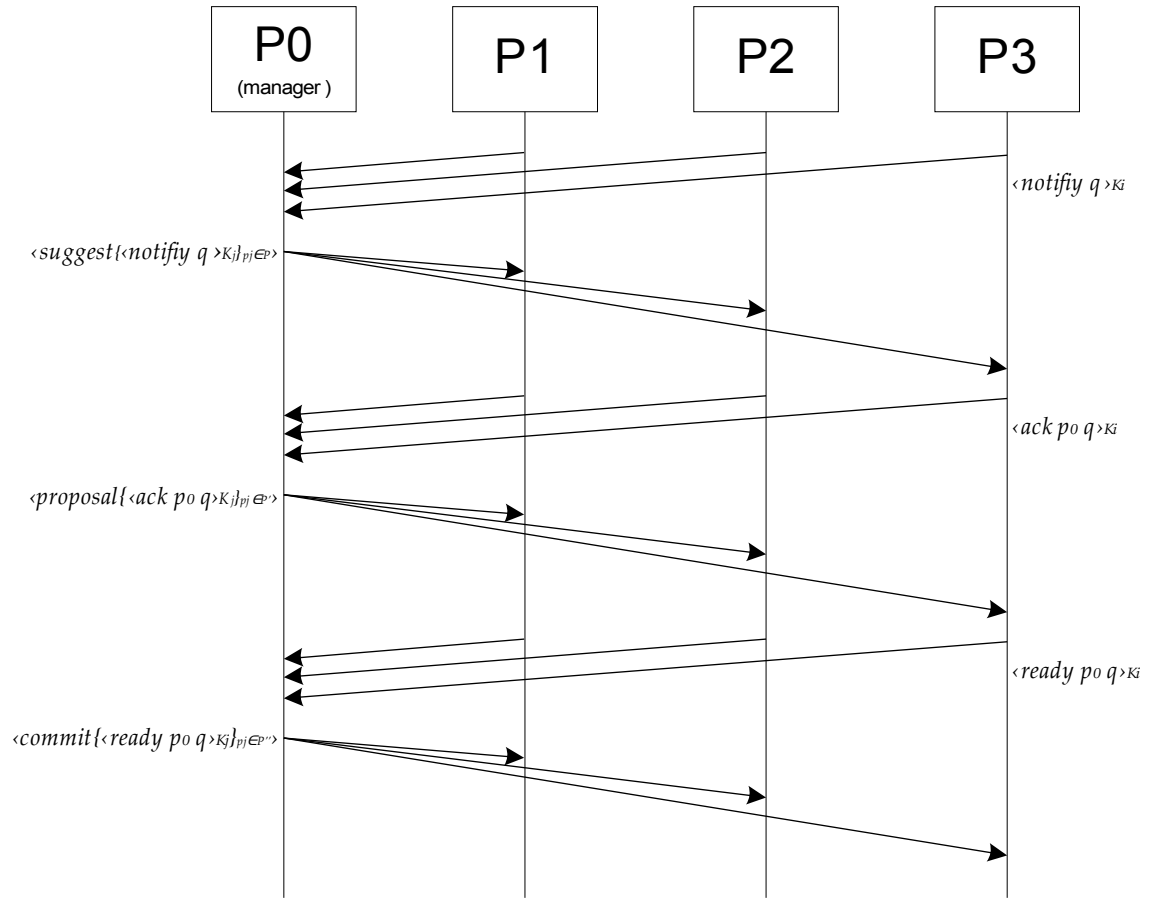 P0
(manager )
P1
P2
P3
‹notifiy q›Ki
‹suggest{‹notifiy q ›Kj}pj∈P›
‹ack p0 q›Ki
‹proposal{‹ack p0 q›Kj}pj∈P'›
‹ready p0 q›Ki
‹commit{‹ready p0 q›Kj}pj∈P''›